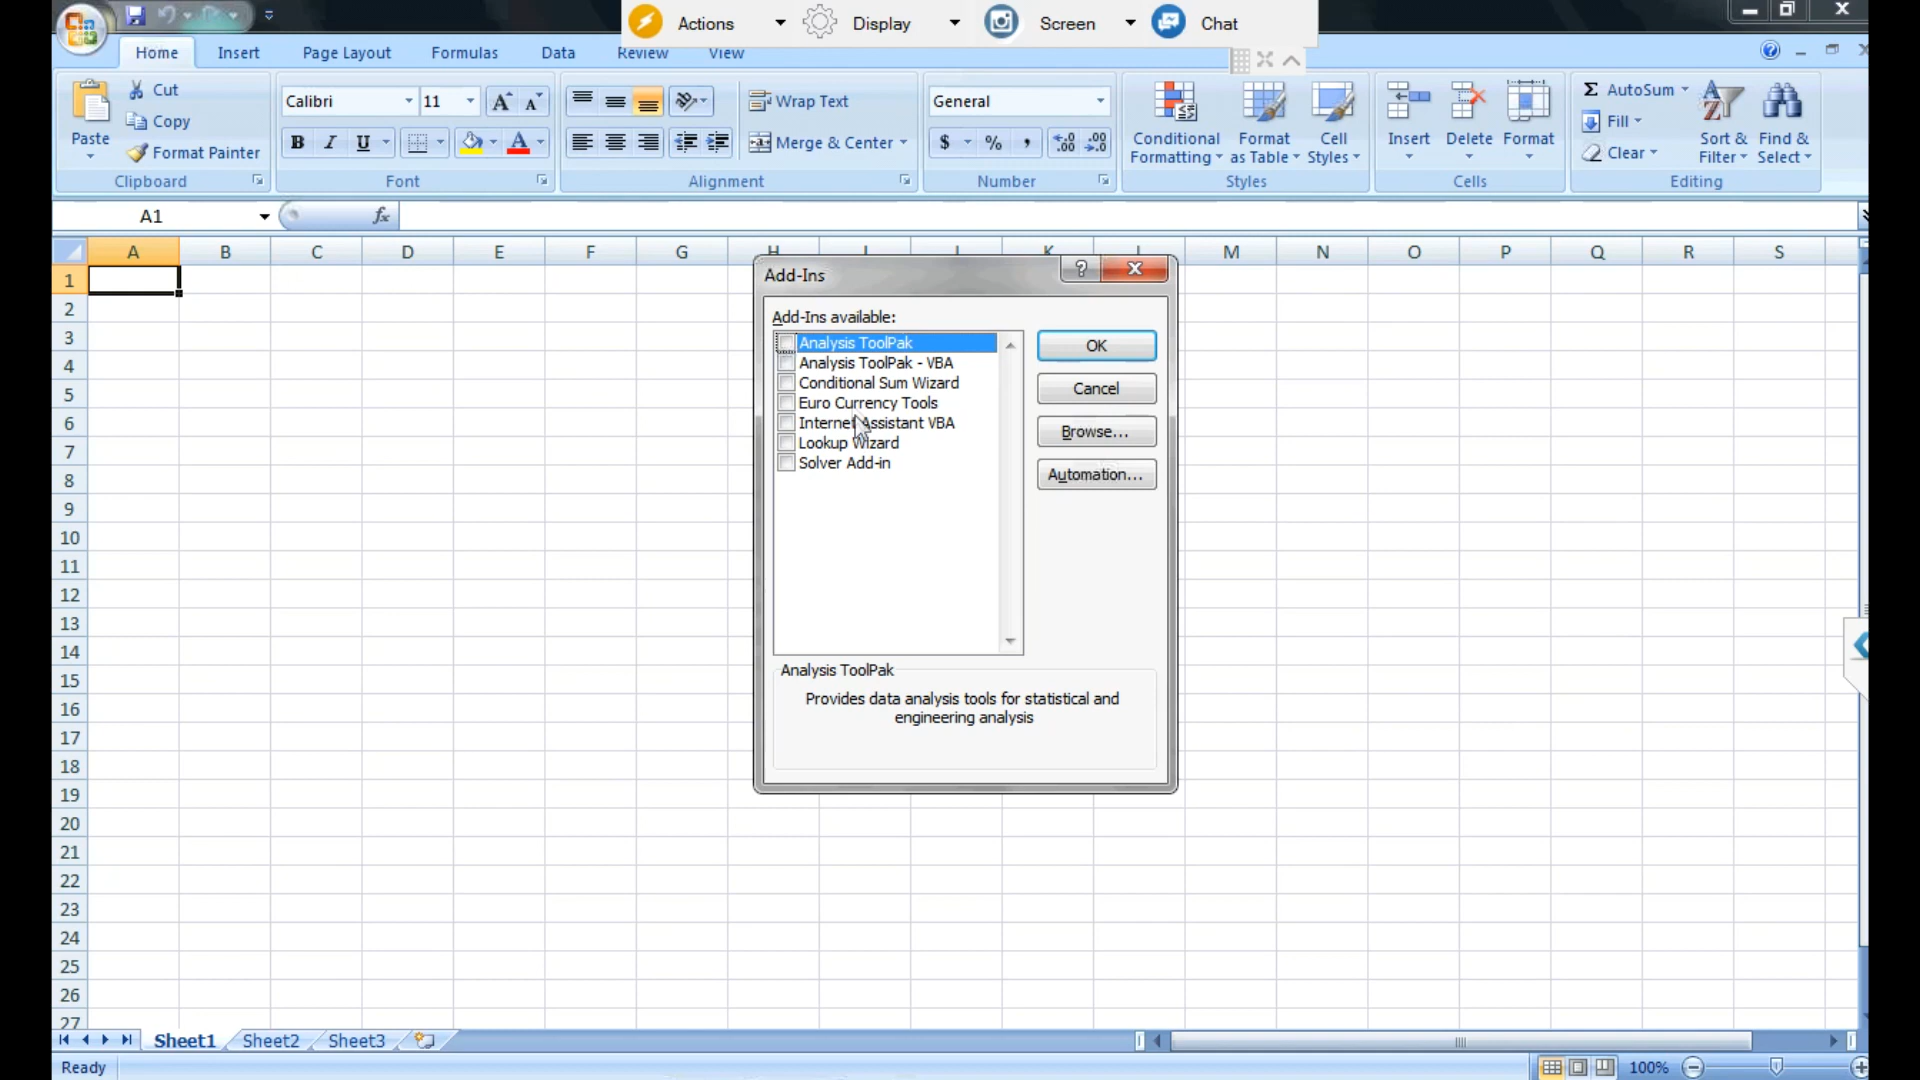 Actions Display Screen Chat
Home Insert Page Layout Formulas Data Review View
Cut
Copy
Format Painter
Paste
Clipboard
Calibri 11
B I U
Font
Wrap Text
Merge & Center
Alignment
General
$ % ,
Number
Conditional Formatting
Format as Table
Cell Styles
Styles
Insert Delete Format
Cells
AutoSum
Fill
Clear
Sort & Filter
Find & Select
Editing
A1 fx
A B C D E F G H I J K L M N O P Q R S
1
2
3
4
5
6
7
8
9
10
11
12
13
14
15
16
17
18
19
20
21
22
23
24
25
26
27
Add-Ins
Add-Ins available:
Analysis ToolPak
Analysis ToolPak - VBA
Conditional Sum Wizard
Euro Currency Tools
Internet Assistant VBA
Lookup Wizard
Solver Add-in
OK
Cancel
Browse...
Automation...
Analysis ToolPak
Provides data analysis tools for statistical and
engineering analysis
Sheet1 Sheet2 Sheet3
Ready 100%